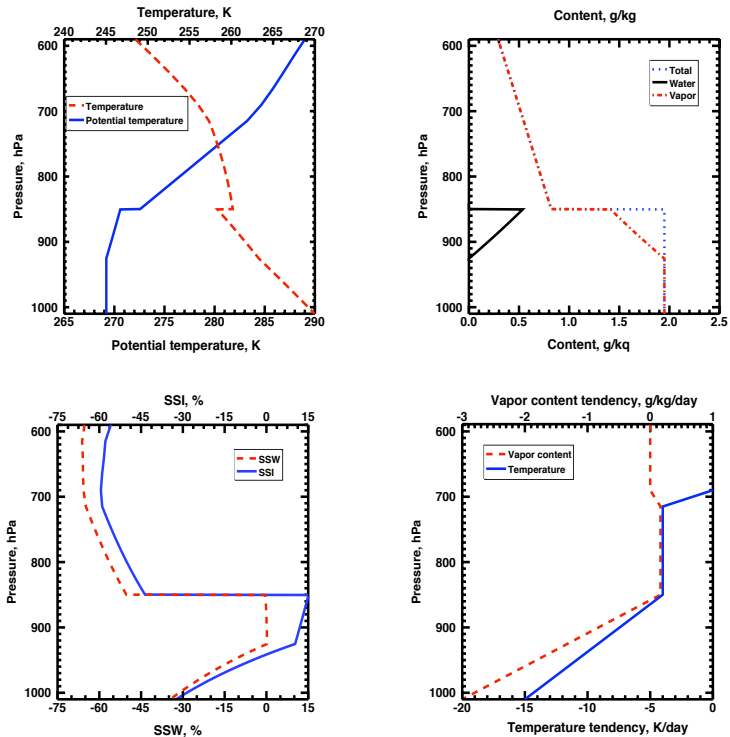 Temperature, K
240 245 250 255 260 265 270
600
700
800
900
1000
Pressure, hPa
Temperature
Potential temperature
265 270 275 280 285 290
Potential temperature, K
Content, g/kg
600
700
800
900
1000
Pressure, hPa
Total
Water
Vapor
0.0 0.5 1.0 1.5 2.0 2.5
Content, g/kq
SSI, %
-75 -60 -45 -30 -15 0 15
600
700
800
900
1000
Pressure, hPa
SSW
SSI
-75 -60 -45 -30 -15 0 15
SSW, %
Vapor content tendency, g/kg/day
-3 -2 -1 0 1
600
700
800
900
1000
Pressure, hPa
Vapor content
Temperature
-20 -15 -10 -5 0
Temperature tendency, K/day